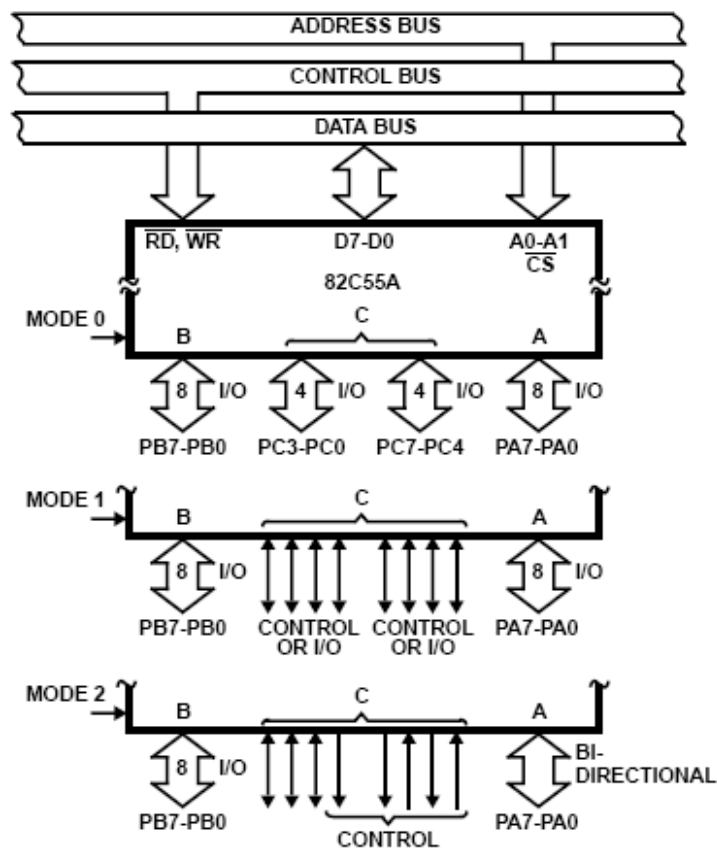 ADDRESS BUS
CONTROL BUS
DATA BUS
RD, WR D7-D0 A0-A1
CS
82C55A
MODE 0
B C A
8 I/O 4 I/O 4 I/O 8 I/O
PB7-PB0 PC3-PC0 PC7-PC4 PA7-PA0
MODE 1
B C A
8 I/O 8 I/O
PB7-PB0 CONTROL CONTROL PA7-PA0
OR I/O OR I/O
MODE 2
B C A
8 I/O BI-
DIRECTIONAL
PB7-PB0 PA7-PA0
CONTROL